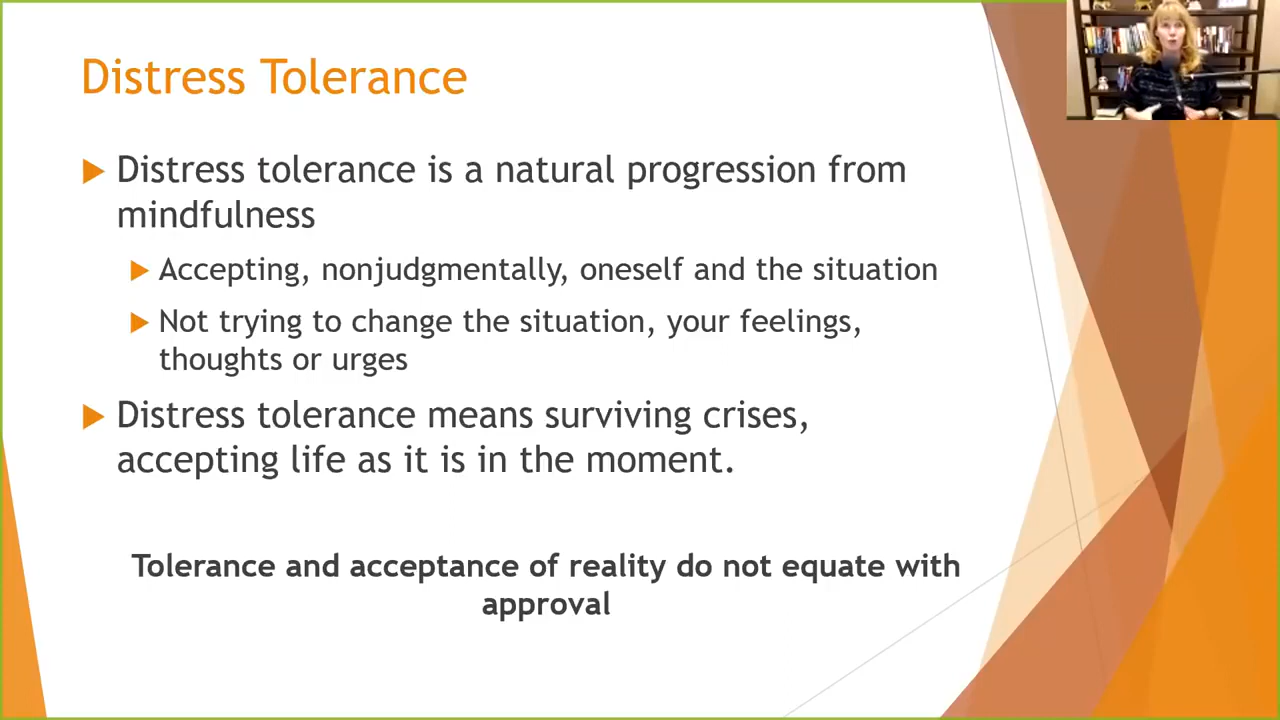 Distress Tolerance
Distress tolerance is a natural progression from
mindfulness
Accepting, nonjudgmentally, oneself and the situation
Not trying to change the situation, your feelings,
thoughts or urges
Distress tolerance means surviving crises,
accepting life as it is in the moment.
Tolerance and acceptance of reality do not equate with
approval